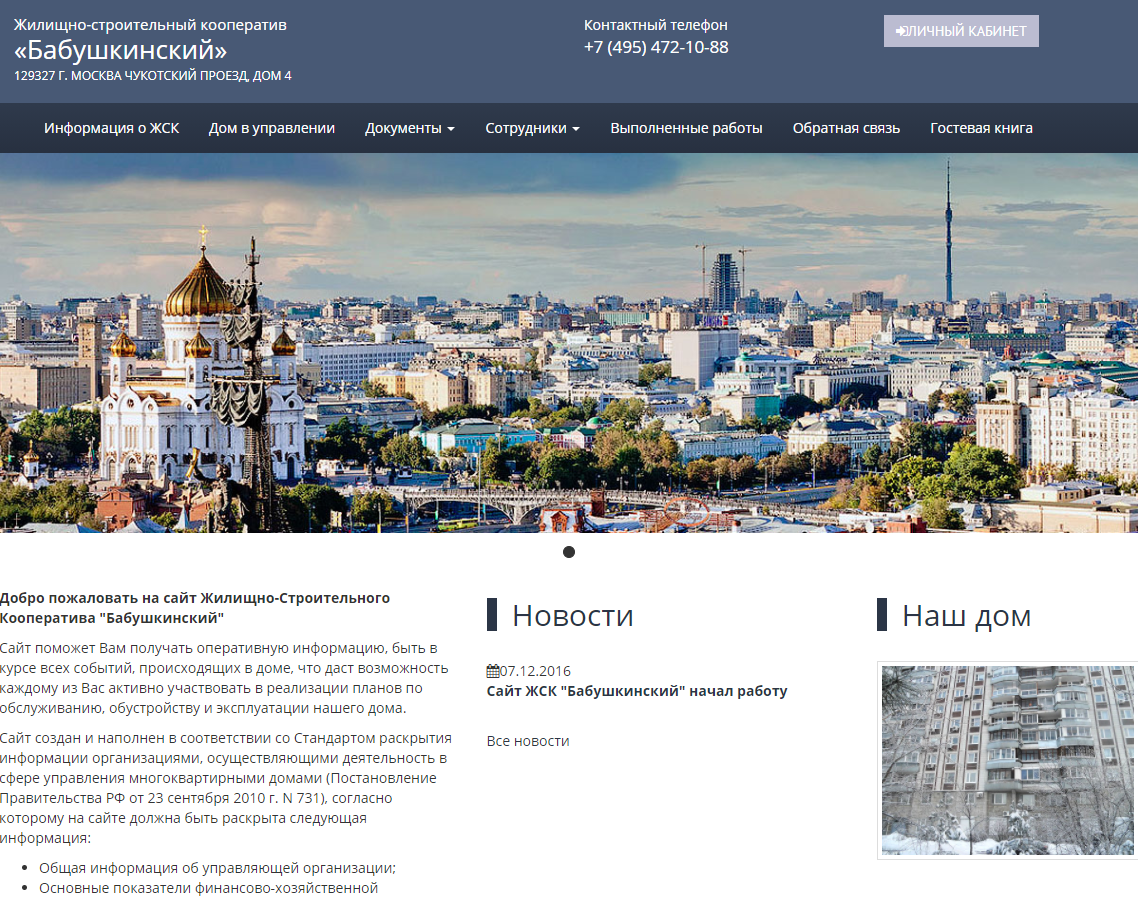 Жилищно-строительный кооператив
«Бабушкинский»
129327 Г. МОСКВА ЧУКОТСКИЙ ПРОЕЗД, ДОМ 4
Контактный телефон
+7 (495) 472-10-88
ЛИЧНЫЙ КАБИНЕТ
Информация о ЖСК
Дом в управлении
Документы
Сотрудники
Выполненные работы
Обратная связь
Гостевая книга
Добро пожаловать на сайт Жилищно-Строительного
Кооператива "Бабушкинский"
Сайт поможет Вам получать оперативную информацию, быть в
курсе всех событий, происходящих в доме, что даст возможность
каждому из Вас активно участвовать в реализации планов по
обслуживанию, обустройству и эксплуатации нашего дома.
Сайт создан и наполнен в соответствии со Стандартом раскрытия
информации организациями, осуществляющими деятельность в
сфере управления многоквартирными домами (Постановление
Правительства РФ от 23 сентября 2010 г. N 731), согласно
которому на сайте должна быть раскрыта следующая
информация:
Общая информация об управляющей организации;
Основные показатели финансово-хозяйственной
Новости
07.12.2016
Сайт ЖСК "Бабушкинский" начал работу
Все новости
Наш дом